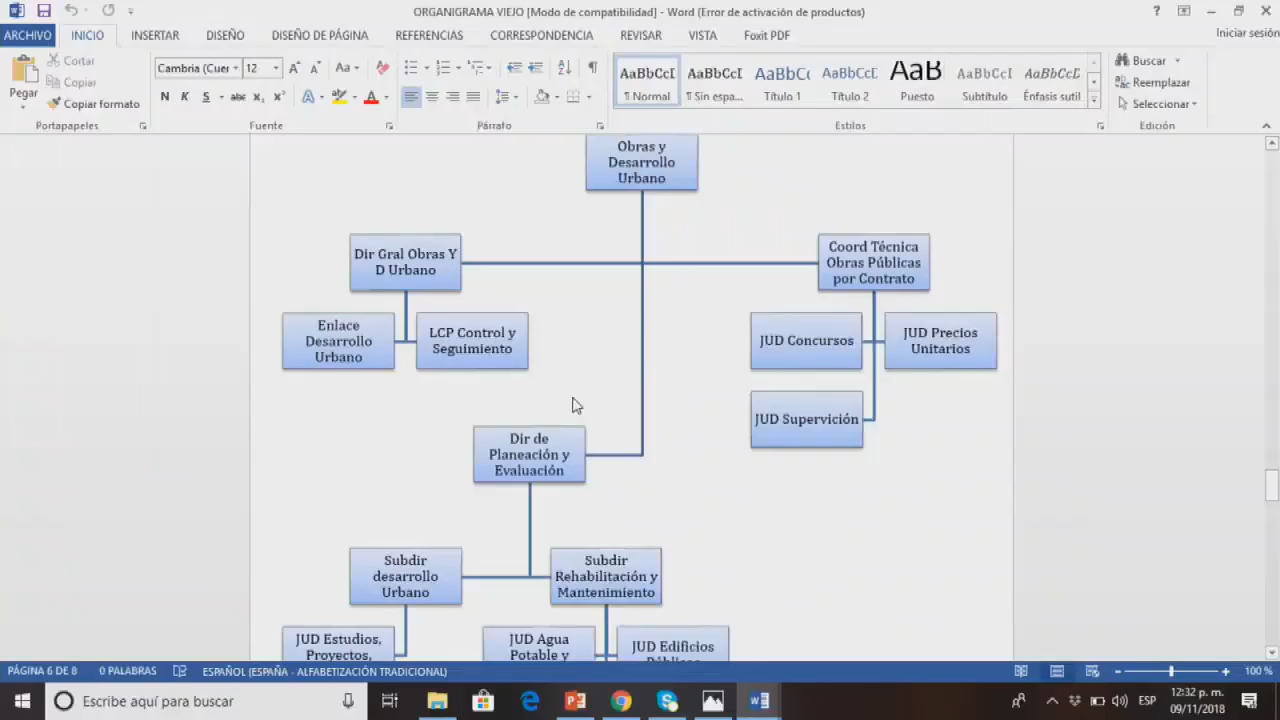 ORGANIGRAMA VIEJO [Modo de compatibilidad] - Word (Error de activación de productos)
ARCHIVO INICIO INSERTAR DISEÑO DISEÑO DE PÁGINA REFERENCIAS CORRESPONDENCIA REVISAR VISTA Foxit PDF Iniciar sesión
Pegar
Cortar
Copiar
Copiar formato
Portapapeles
Cambria (Cuer 12
N K S abc x₂ x²
Fuente
Párrafo
AaBbCcI AaBbCcI AaBbCc AaBbCcI AaB AaBbCcI AaBbCcI
¶ Normal ¶ Sin espa... Título 1 Título 2 Puesto Subtítulo Énfasis sutil
Estilos
Buscar
Reemplazar
Seleccionar
Edición
Obras y
Desarrollo
Urbano
Dir Gral Obras Y
D Urbano
Coord Técnica
Obras Públicas
por Contrato
Enlace
Desarrollo
Urbano
LCP Control y
Seguimiento
JUD Concursos
JUD Precios
Unitarios
JUD Supervición
Dir de
Planeación y
Evaluación
Subdir
desarrollo
Urbano
Subdir
Rehabilitación y
Mantenimiento
JUD Estudios,
Proyectos,
JUD Agua
Potable y
JUD Edificios
Públicos
PÁGINA 6 DE 8 0 PALABRAS ESPAÑOL (ESPAÑA - ALFABETIZACIÓN TRADICIONAL) 100 %
Escribe aquí para buscar
ESP
12:32 p. m.
09/11/2018